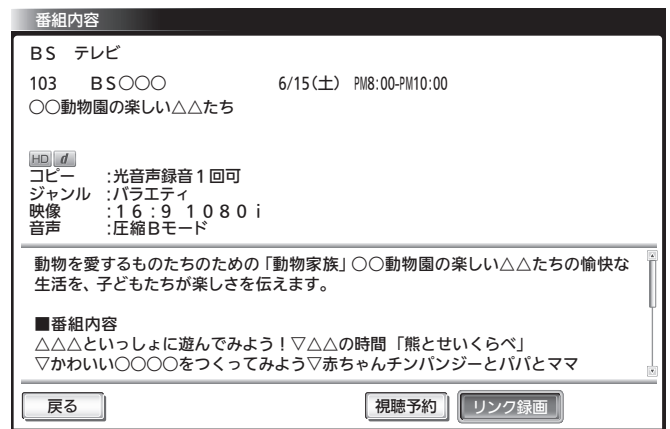 番組内容
BS テレビ
103 BS○○○ 6/15(土) PM8:00-PM10:00
○○動物園の楽しい△△たち
HD d
コピー :光音声録音1回可
ジャンル :バラエティ
映像 :16:9 1080i
音声 :圧縮Bモード
動物を愛するものたちのための「動物家族」○○動物園の楽しい△△たちの愉快な
生活を、子どもたちが楽しさを伝えます。
■番組内容
△△△といっしょに遊んでみよう!▽△△の時間「熊とせいくらべ」
▽かわいい○○○○をつくってみよう▽赤ちゃんチンパンジーとパパとママ
戻る 視聴予約 リンク録画